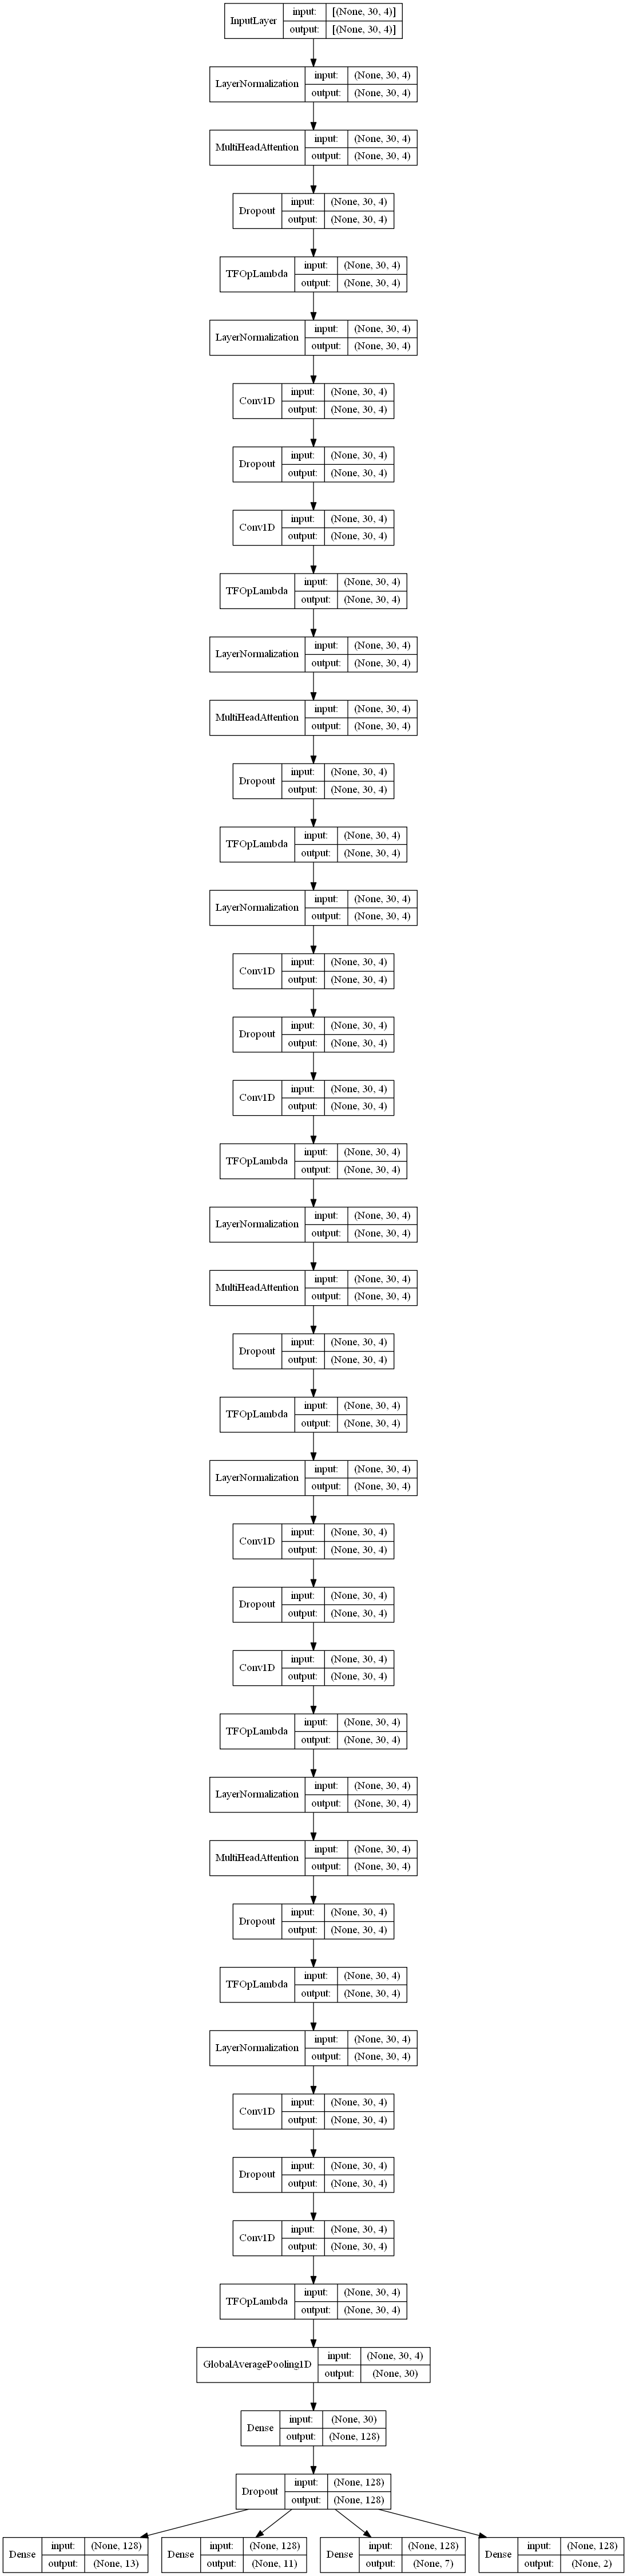 InputLayer input: [(None, 30, 4)]
output: [(None, 30, 4)]
LayerNormalization input: (None, 30, 4)
output: (None, 30, 4)
MultiHeadAttention input: (None, 30, 4)
output: (None, 30, 4)
Dropout input: (None, 30, 4)
output: (None, 30, 4)
TFOpLambda input: (None, 30, 4)
output: (None, 30, 4)
LayerNormalization input: (None, 30, 4)
output: (None, 30, 4)
Conv1D input: (None, 30, 4)
output: (None, 30, 4)
Dropout input: (None, 30, 4)
output: (None, 30, 4)
Conv1D input: (None, 30, 4)
output: (None, 30, 4)
TFOpLambda input: (None, 30, 4)
output: (None, 30, 4)
LayerNormalization input: (None, 30, 4)
output: (None, 30, 4)
MultiHeadAttention input: (None, 30, 4)
output: (None, 30, 4)
Dropout input: (None, 30, 4)
output: (None, 30, 4)
TFOpLambda input: (None, 30, 4)
output: (None, 30, 4)
LayerNormalization input: (None, 30, 4)
output: (None, 30, 4)
Conv1D input: (None, 30, 4)
output: (None, 30, 4)
Dropout input: (None, 30, 4)
output: (None, 30, 4)
Conv1D input: (None, 30, 4)
output: (None, 30, 4)
TFOpLambda input: (None, 30, 4)
output: (None, 30, 4)
LayerNormalization input: (None, 30, 4)
output: (None, 30, 4)
MultiHeadAttention input: (None, 30, 4)
output: (None, 30, 4)
Dropout input: (None, 30, 4)
output: (None, 30, 4)
TFOpLambda input: (None, 30, 4)
output: (None, 30, 4)
LayerNormalization input: (None, 30, 4)
output: (None, 30, 4)
Conv1D input: (None, 30, 4)
output: (None, 30, 4)
Dropout input: (None, 30, 4)
output: (None, 30, 4)
Conv1D input: (None, 30, 4)
output: (None, 30, 4)
TFOpLambda input: (None, 30, 4)
output: (None, 30, 4)
LayerNormalization input: (None, 30, 4)
output: (None, 30, 4)
MultiHeadAttention input: (None, 30, 4)
output: (None, 30, 4)
Dropout input: (None, 30, 4)
output: (None, 30, 4)
TFOpLambda input: (None, 30, 4)
output: (None, 30, 4)
LayerNormalization input: (None, 30, 4)
output: (None, 30, 4)
Conv1D input: (None, 30, 4)
output: (None, 30, 4)
Dropout input: (None, 30, 4)
output: (None, 30, 4)
Conv1D input: (None, 30, 4)
output: (None, 30, 4)
TFOpLambda input: (None, 30, 4)
output: (None, 30, 4)
GlobalAveragePooling1D input: (None, 30, 4)
output: (None, 30)
Dense input: (None, 30)
output: (None, 128)
Dropout input: (None, 128)
output: (None, 128)
Dense input: (None, 128)
output: (None, 13)
Dense input: (None, 128)
output: (None, 11)
Dense input: (None, 128)
output: (None, 7)
Dense input: (None, 128)
output: (None, 2)